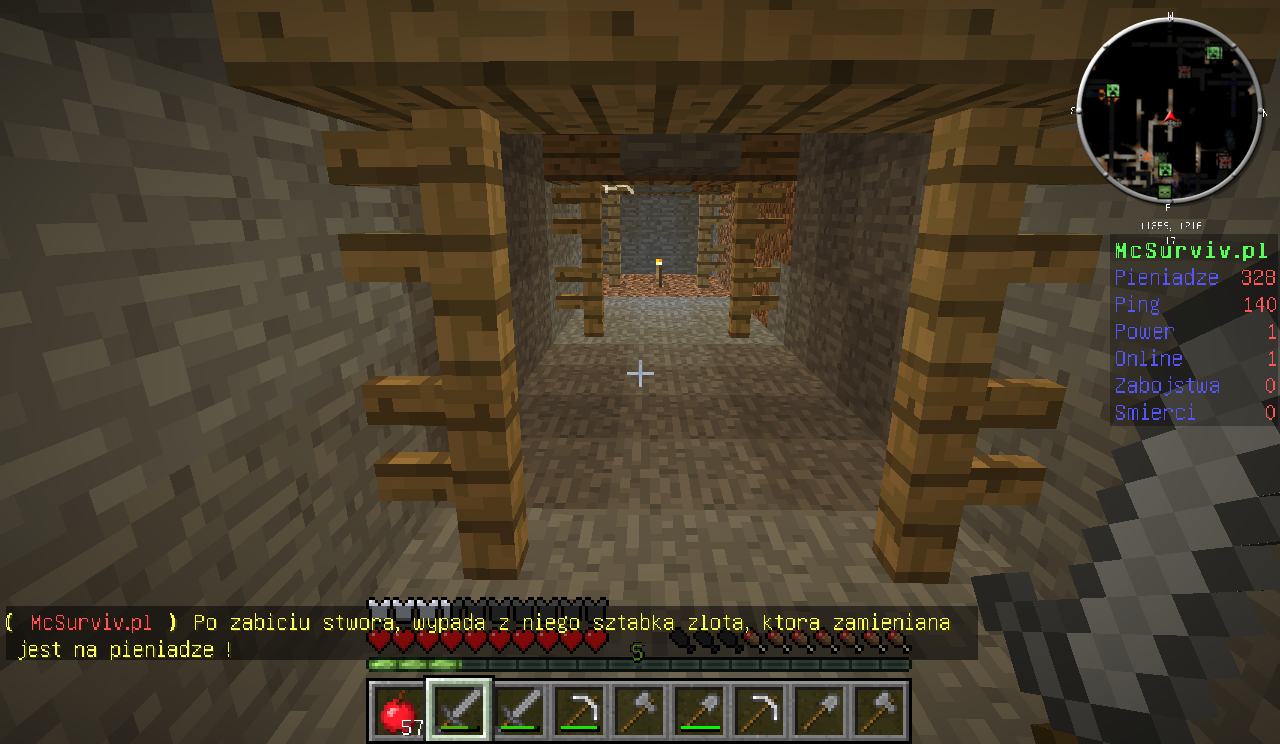 N
S
N
F
McSurviv.pl
Pieniadze 328
Ping 140
Power 1
Online 1
Zabojstwa 0
Smierci 0
( McSurviv.pl ) Po zabiciu stwora, wypada z niego sztabka zlota, ktora zamieniana
jest na pieniadze !
5
57